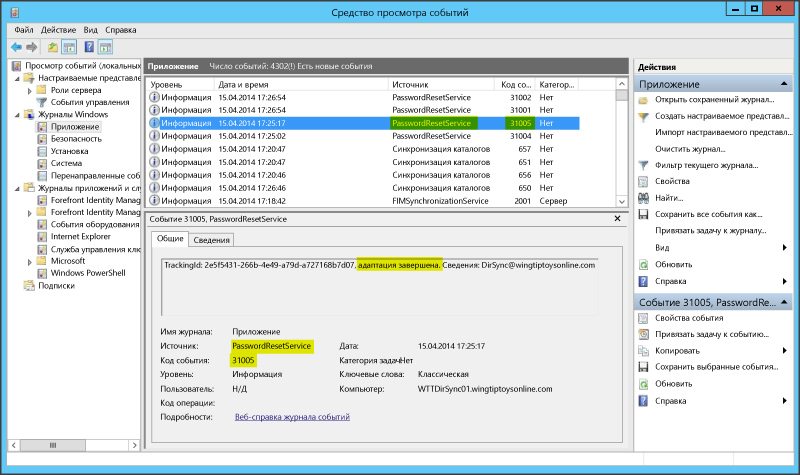 Средство просмотра событий
Файл Действие Вид Справка
Просмотр событий (локальных
Настраиваемые представле
Роли сервера
События управления
Журналы Windows
Приложение
Безопасность
Установка
Система
Перенаправленные соб
Журналы приложений и слу
Forefront Identity Manag
Forefront Identity Manag
События оборудования
Internet Explorer
Служба управления клю
Microsoft
Windows PowerShell
Подписки
Приложение Число событий: 4302(!) Есть новые события
Уровень Дата и время Источник Код со... Категор...
Информация 15.04.2014 17:26:54 PasswordResetService 31002 Нет
Информация 15.04.2014 17:26:54 PasswordResetService 31001 Нет
Информация 15.04.2014 17:25:17 PasswordResetService 31005 Нет
Информация 15.04.2014 17:25:02 PasswordResetService 31004 Нет
Информация 15.04.2014 17:20:47 Синхронизация каталогов 657 Нет
Информация 15.04.2014 17:20:47 Синхронизация каталогов 651 Нет
Информация 15.04.2014 17:20:47 Синхронизация каталогов 656 Нет
Информация 15.04.2014 17:26:46 Синхронизация каталогов 650 Нет
Информация 15.04.2014 17:18:42 FIMSynchronizationService 2001 Сервер
Событие 31005, PasswordResetService
Общие Сведения
TrackingId: 2e5f5431-266b-4e49-a79d-a727168b7d07, адаптация завершена. Сведения: DirSync@wingtiptoysonline.com
Имя журнала: Приложение
Источник: PasswordResetService Дата: 15.04.2014 17:25:17
Код события: 31005 Категория задач Нет
Уровень: Информация Ключевые слова: Классическая
Пользователь: Н/Д Компьютер: WTTDirSync01.wingtiptoysonline.com
Код операции:
Подробности: Веб-справка журнала событий
Действия
Приложение
Открыть сохраненный журнал...
Создать настраиваемое представл...
Импорт настраиваемого представл...
Очистить журнал...
Фильтр текущего журнала...
Свойства
Найти...
Сохранить все события как...
Привязать задачу к журналу...
Вид
Обновить
Справка
Событие 31005, PasswordRe...
Свойства события
Привязать задачу к событию...
Копировать
Сохранить выбранные события...
Обновить
Справка